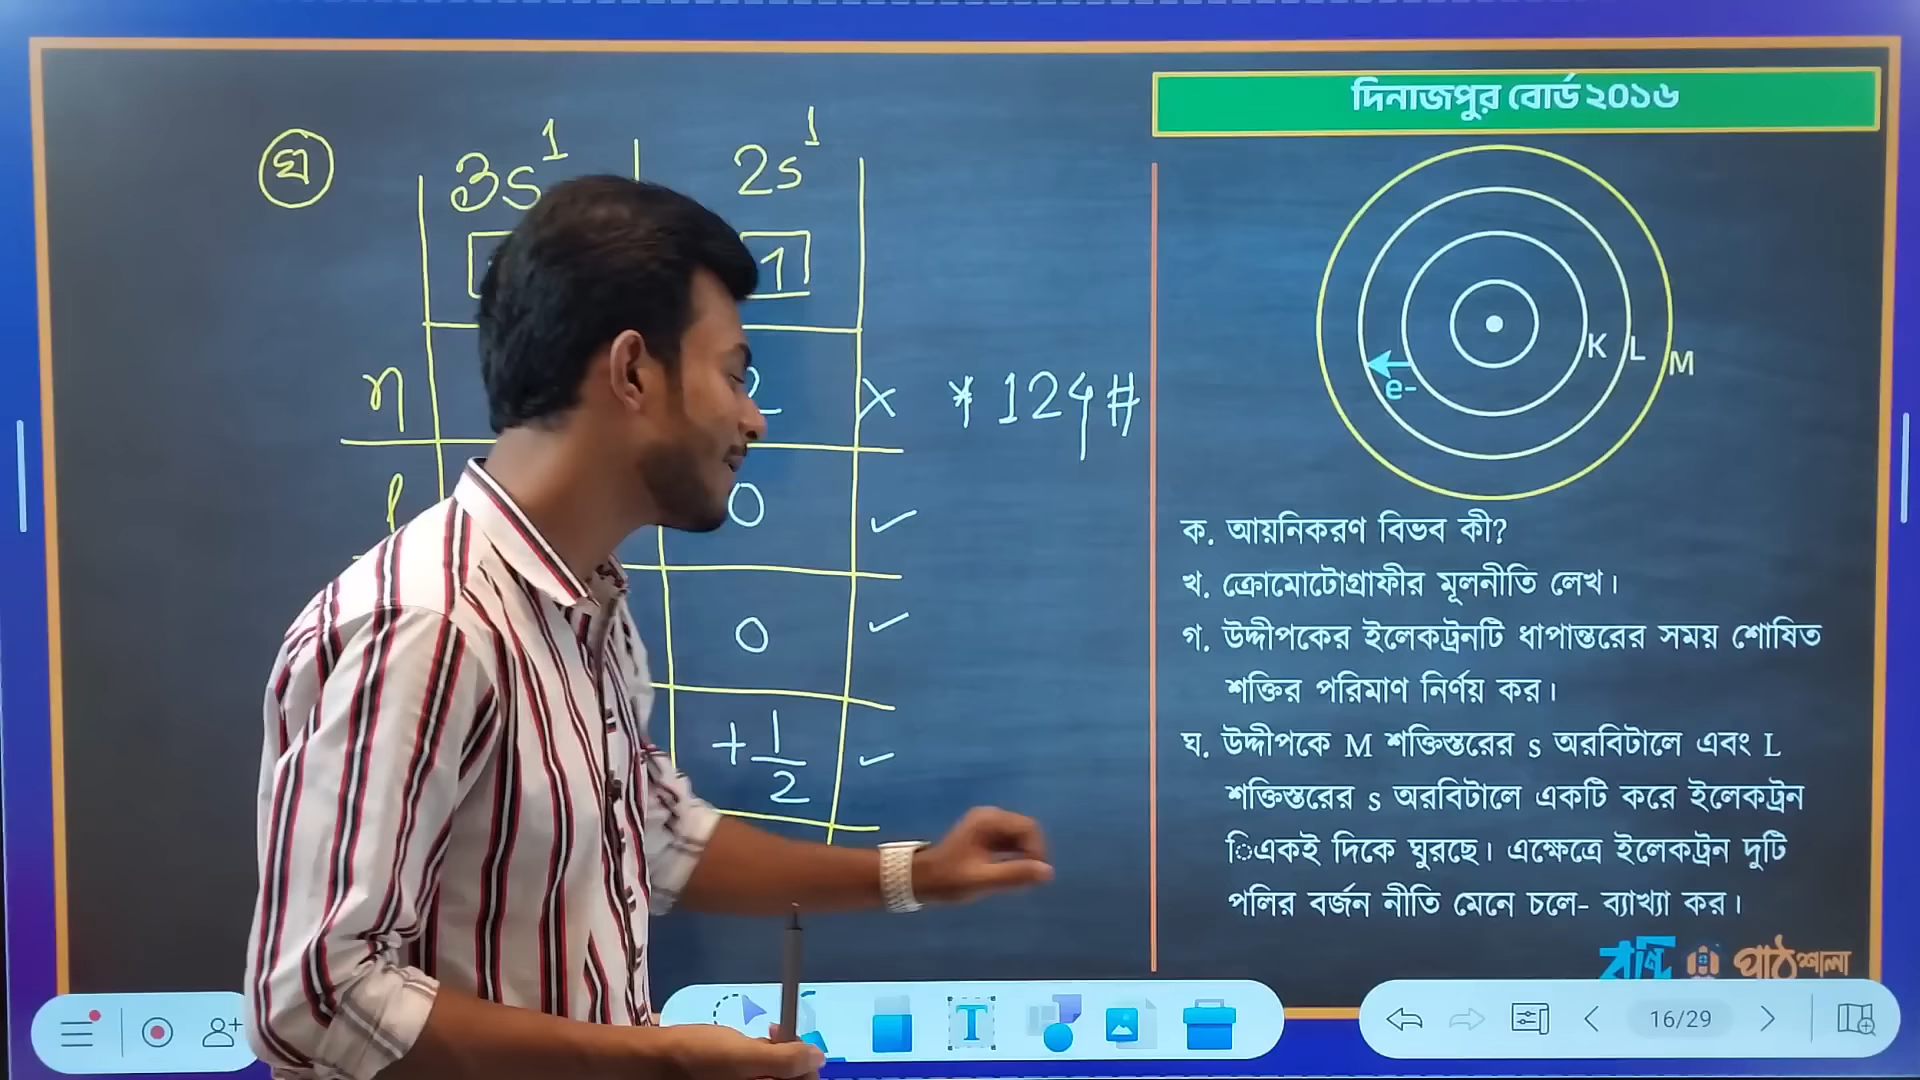 দিনাজপুর বোর্ড ২০১৬
ঘ
3s¹
2s¹
1
n
2
×
* 124#
l
0
✓
0
✓
+1/2
✓
K
L
M
e-
ক. আয়নিকরণ বিভব কী?
খ. ক্রোমোটোগ্রাফীর মূলনীতি লেখ।
গ. উদ্দীপকের ইলেকট্রনটি ধাপান্তরের সময় শোষিত
শক্তির পরিমাণ নির্ণয় কর।
ঘ. উদ্দীপকে M শক্তিস্তরের s অরবিটালে এবং L
শক্তিস্তরের s অরবিটালে একটি করে ইলেকট্রন
িএকই দিকে ঘুরছে। এক্ষেত্রে ইলেকট্রন দুটি
পলির বর্জন নীতি মেনে চলে- ব্যাখ্যা কর।
পাঠশালা
T
16/29